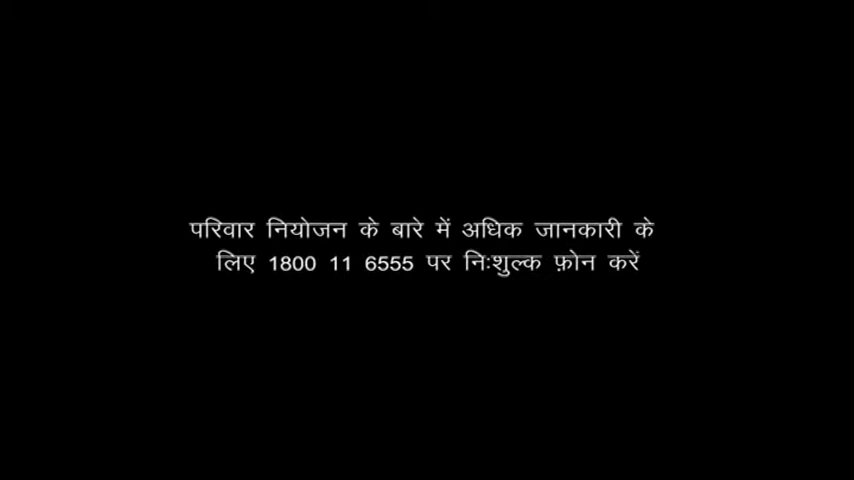 परिवार नियोजन के बारे में अधिक जानकारी के
लिए 1800 11 6555 पर निःशुल्क फ़ोन करें